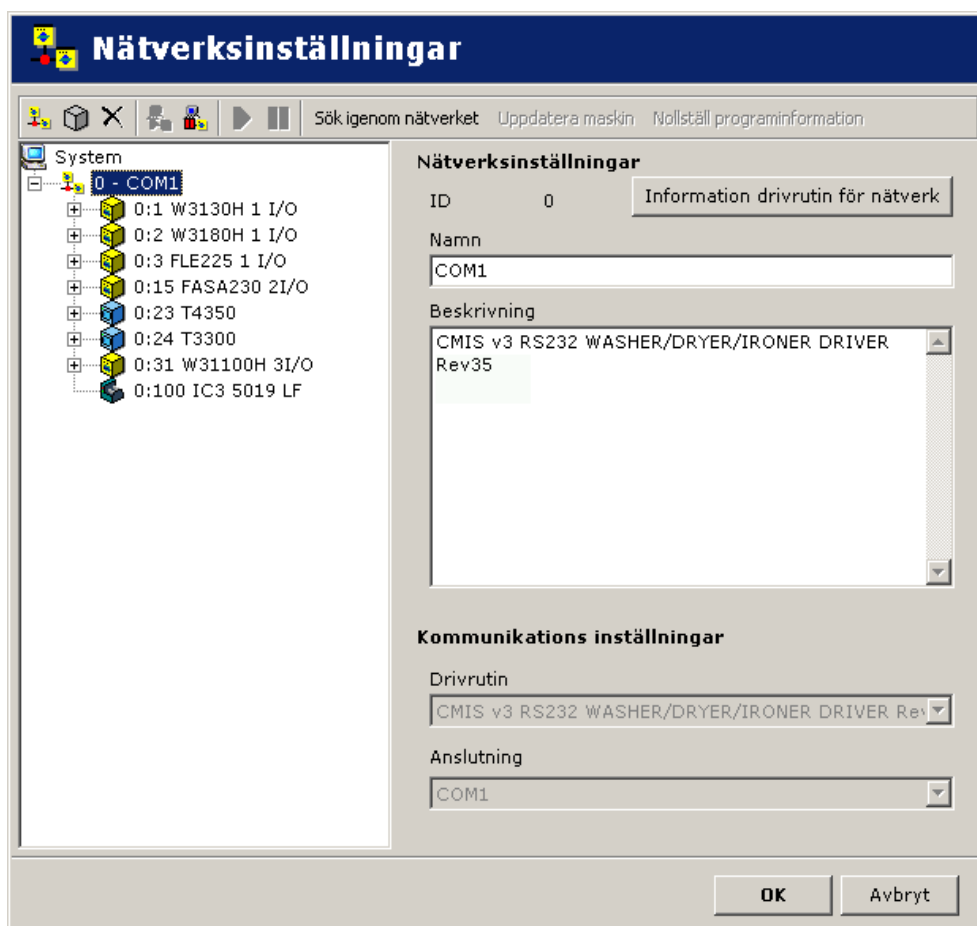 Nätverksinställningar
Sök igenom nätverket Uppdatera maskin Nollställ programinformation
System
0 - COM1
0:1 W3130H 1 I/O
0:2 W3180H 1 I/O
0:3 FLE225 1 I/O
0:15 FASA230 2I/O
0:23 T4350
0:24 T3300
0:31 W31100H 3I/O
0:100 IC3 5019 LF
Nätverksinställningar
ID 0 Information drivrutin för nätverk
Namn
COM1
Beskrivning
CMIS v3 RS232 WASHER/DRYER/IRONER DRIVER
Rev35
Kommunikations inställningar
Drivrutin
CMIS v3 RS232 WASHER/DRYER/IRONER DRIVER Rev
Anslutning
COM1
OK Avbryt